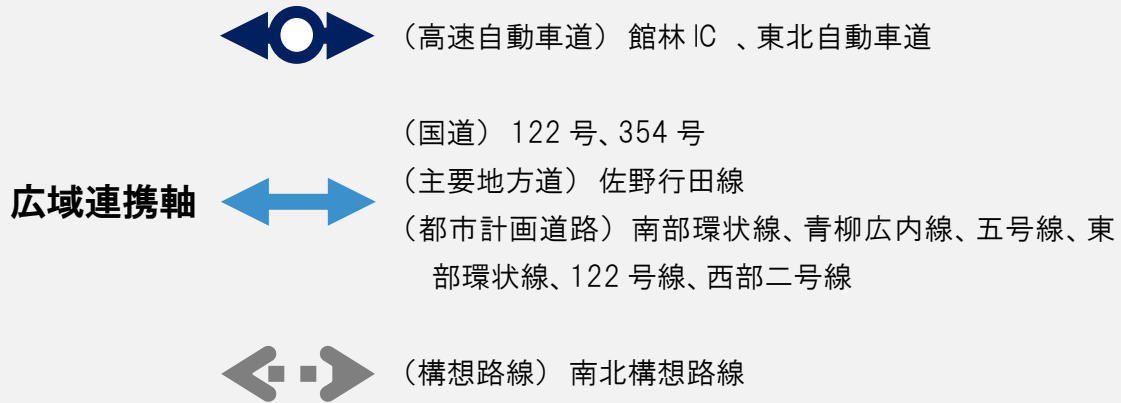 （高速自動車道） 館林 IC 、東北自動車道
（国道） 122 号、354 号
（主要地方道） 佐野行田線
広域連携軸
（都市計画道路） 南部環状線、青柳広内線、五号線、東
部環状線、122 号線、西部二号線
（構想路線） 南北構想路線